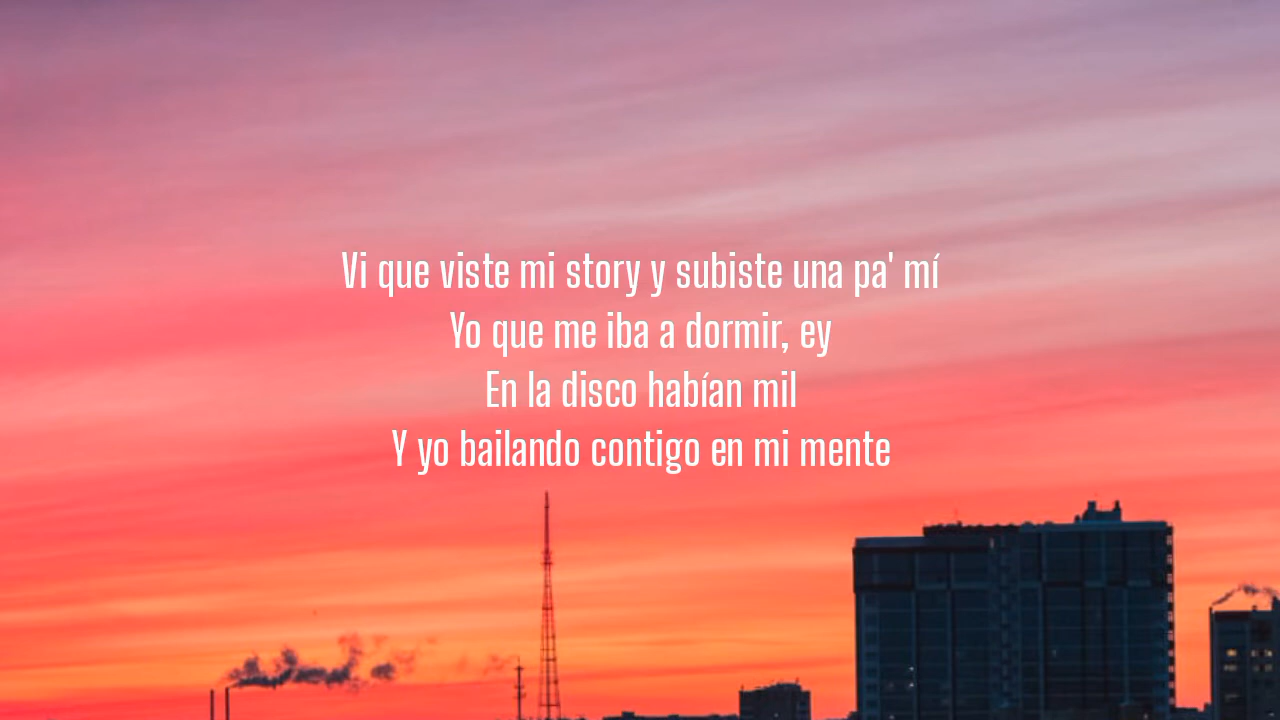 Vi que viste mi story y subiste una pa' mí
Yo que me iba a dormir, ey
En la disco habían mil
Y yo bailando contigo en mi mente